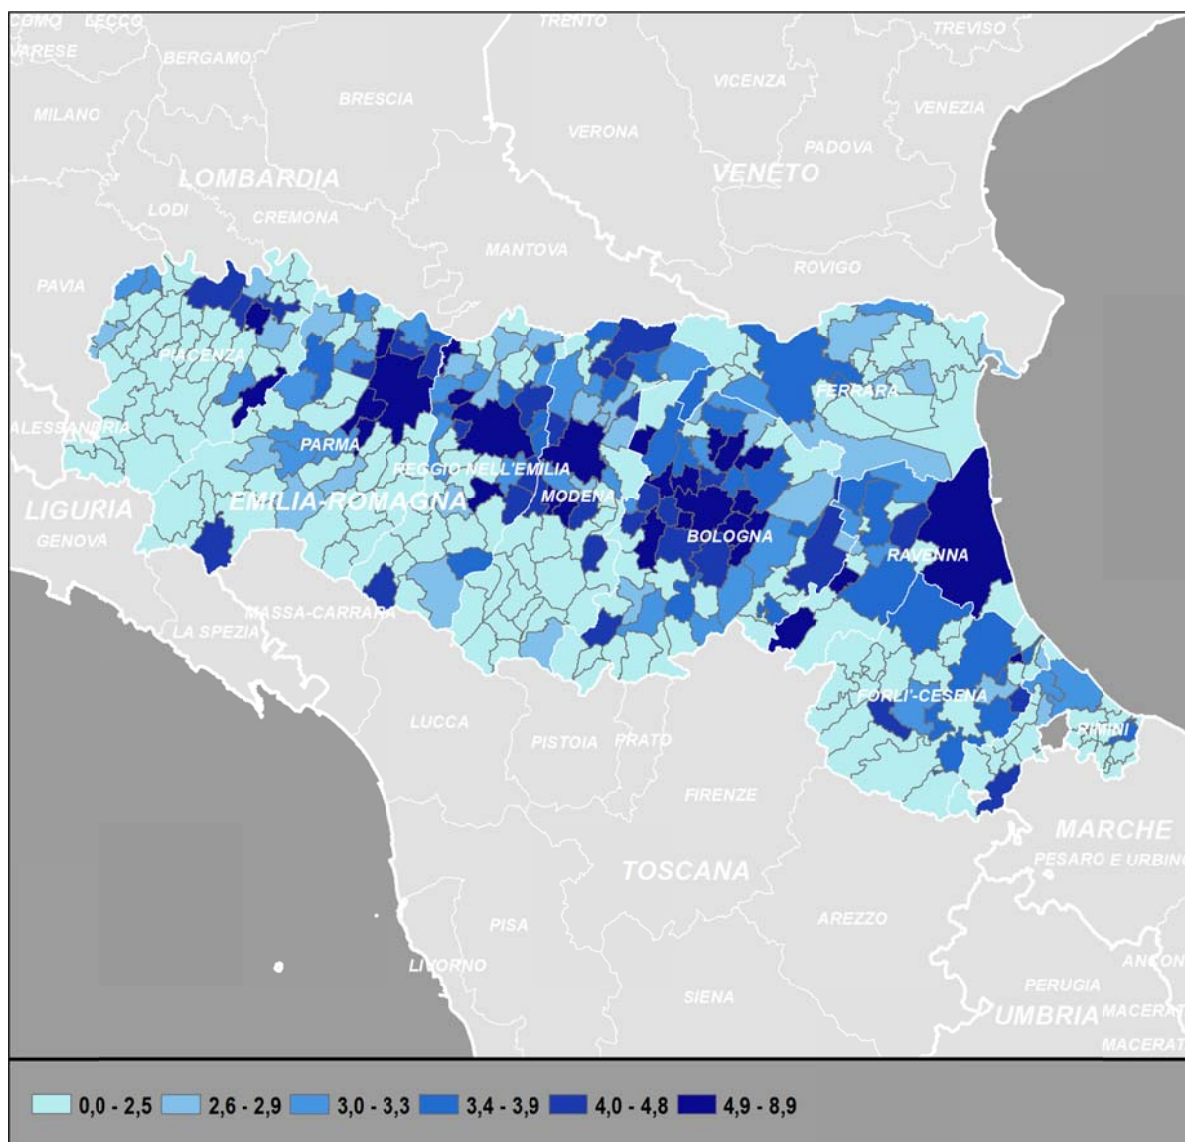 COMO LECCO
TRENTO
TREVISO
VARESE
BERGAMO
VICENZA
BRESCIA
VENEZIA
MILANO
VERONA
PADOVA
LOMBARDIA
VENETO
LODI
CREMONA
MANTOVA
ROVIGO
PAVIA
PIACENZA
FERRARA
ALESSANDRIA
PARMA
REGGIO NELL'EMILIA
EMILIA-ROMAGNA
MODENA
LIGURIA
GENOVA
BOLOGNA
RAVENNA
MASSA-CARRARA
LA SPEZIA
FORLI'-CESENA
LUCCA
RIMINI
PISTOIA
PRATO
FIRENZE
MARCHE
PESARO E URBINO
TOSCANA
PISA
AREZZO
LIVORNO
ANCON
SIENA
PERUGIA
UMBRIA
MACERAT
MACERAT
0,0 - 2,5 2,6 - 2,9 3,0 - 3,3 3,4 - 3,9 4,0 - 4,8 4,9 - 8,9